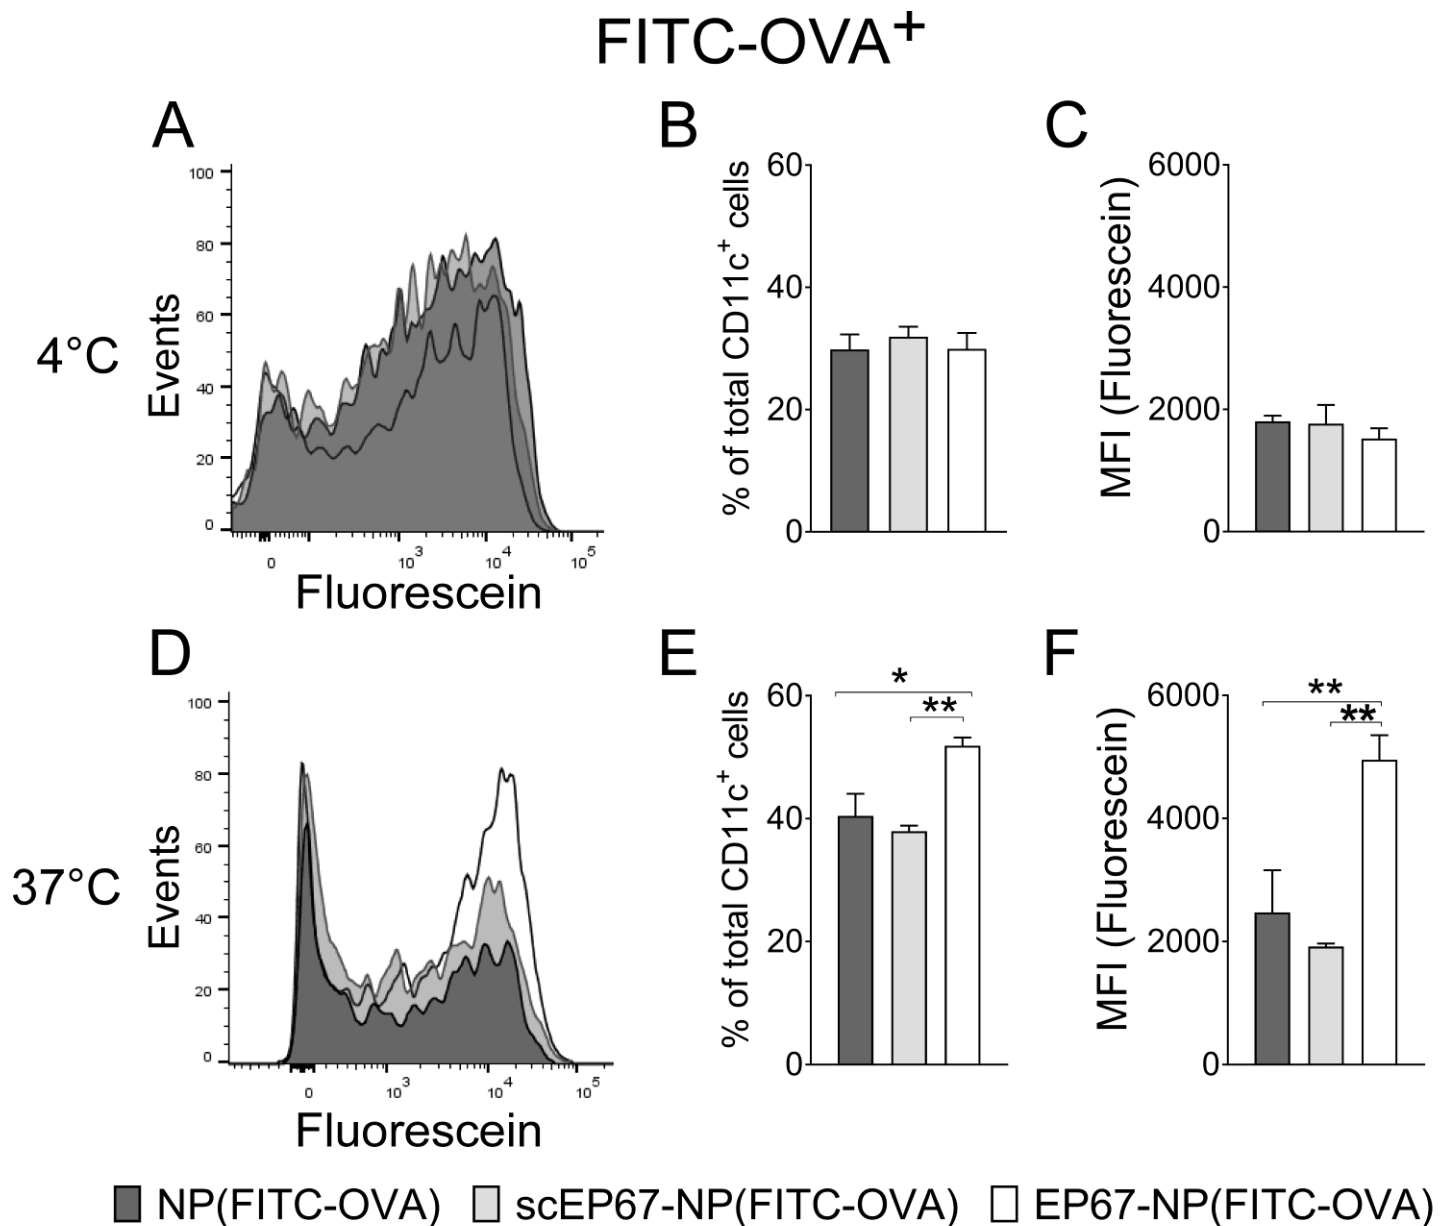 FITC-OVA+
A
B
C
4°C
Events
100
80
60
40
20
0
0
10^3
10^4
10^5
Fluorescein
% of total CD11c+ cells
60
40
20
0
MFI (Fluorescein)
6000
4000
2000
0
D
E
F
37°C
Events
100
80
60
40
20
0
0
10^3
10^4
10^5
Fluorescein
% of total CD11c+ cells
60
40
20
0
*
**
MFI (Fluorescein)
6000
4000
2000
0
**
**
NP(FITC-OVA)
scEP67-NP(FITC-OVA)
EP67-NP(FITC-OVA)